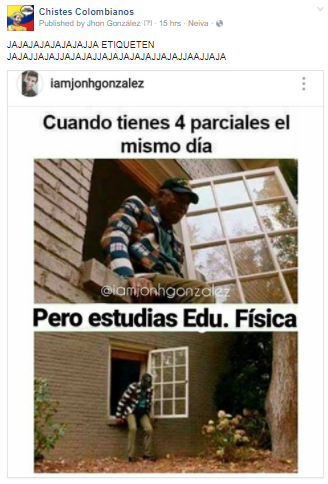 Chistes Colombianos
Published by Jhon González [?] · 15 hrs · Neiva ·
JAJAJAJAJAJAJAJJA ETIQUETEN
JAJAJJAJAJJAJAJAJJAJAJAJAJAJJAJAJJAAJJAJA
iamjonhgonzalez
Cuando tienes 4 parciales el
mismo día
@iamjonhgonzalez
Pero estudias Edu. Física